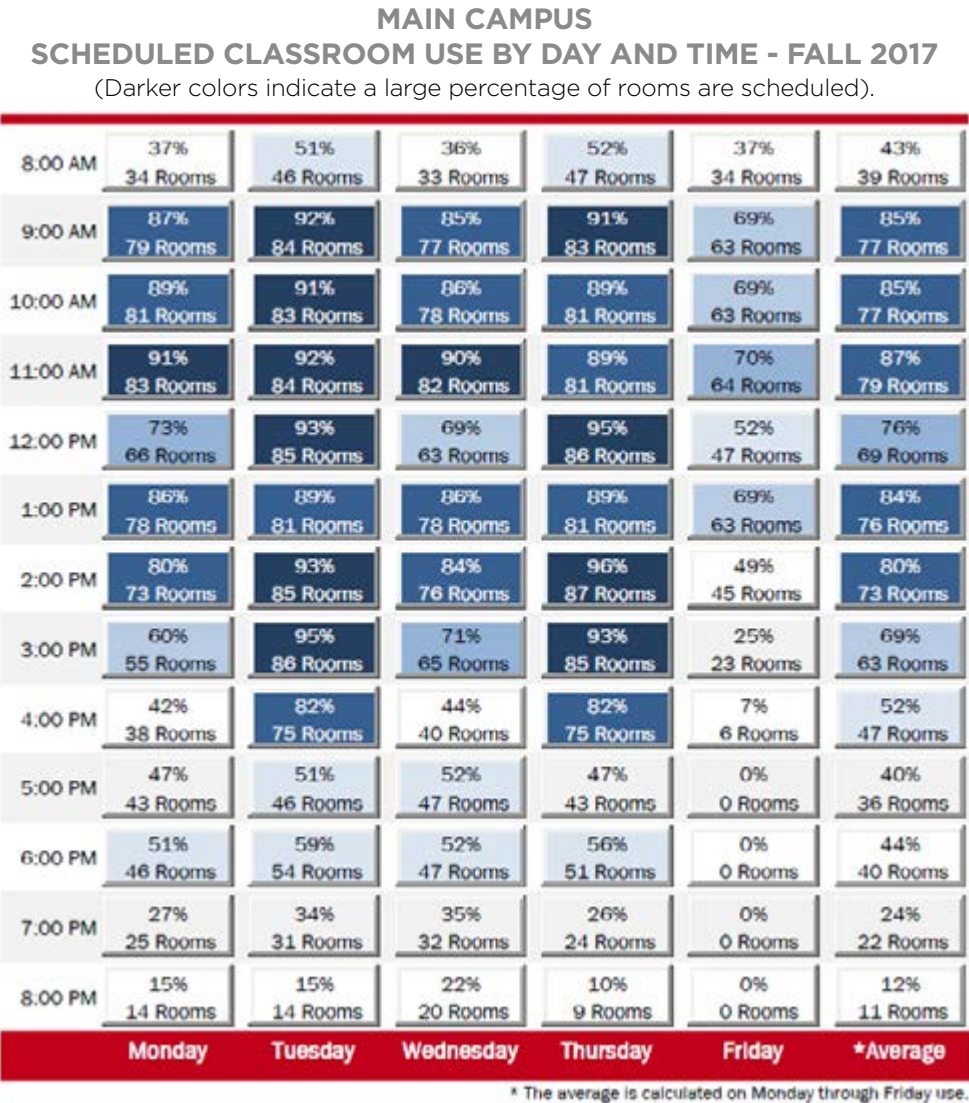 MAIN CAMPUS
SCHEDULED CLASSROOM USE BY DAY AND TIME - FALL 2017
(Darker colors indicate a large percentage of rooms are scheduled).
8:00 AM 37% 51% 36% 52% 37% 43%
34 Rooms 46 Rooms 33 Rooms 47 Rooms 34 Rooms 39 Rooms
9:00 AM 87% 92% 85% 91% 69% 85%
79 Rooms 84 Rooms 77 Rooms 83 Rooms 63 Rooms 77 Rooms
10:00 AM 89% 91% 86% 89% 69% 85%
81 Rooms 83 Rooms 78 Rooms 81 Rooms 63 Rooms 77 Rooms
11:00 AM 91% 92% 90% 89% 70% 87%
83 Rooms 84 Rooms 82 Rooms 81 Rooms 64 Rooms 79 Rooms
12:00 PM 73% 93% 69% 95% 52% 76%
66 Rooms 85 Rooms 63 Rooms 86 Rooms 47 Rooms 69 Rooms
1:00 PM 86% 89% 86% 89% 69% 84%
78 Rooms 81 Rooms 78 Rooms 81 Rooms 63 Rooms 76 Rooms
2:00 PM 80% 93% 84% 96% 49% 80%
73 Rooms 85 Rooms 76 Rooms 87 Rooms 45 Rooms 73 Rooms
3:00 PM 60% 95% 71% 93% 25% 69%
55 Rooms 86 Rooms 65 Rooms 85 Rooms 23 Rooms 63 Rooms
4:00 PM 42% 82% 44% 82% 7% 52%
38 Rooms 75 Rooms 40 Rooms 75 Rooms 6 Rooms 47 Rooms
5:00 PM 47% 51% 52% 47% 0% 40%
43 Rooms 46 Rooms 47 Rooms 43 Rooms 0 Rooms 36 Rooms
6:00 PM 51% 59% 52% 56% 0% 44%
46 Rooms 54 Rooms 47 Rooms 51 Rooms 0 Rooms 40 Rooms
7:00 PM 27% 34% 35% 26% 0% 24%
25 Rooms 31 Rooms 32 Rooms 24 Rooms 0 Rooms 22 Rooms
8:00 PM 15% 15% 22% 10% 0% 12%
14 Rooms 14 Rooms 20 Rooms 9 Rooms 0 Rooms 11 Rooms
Monday Tuesday Wednesday Thursday Friday *Average
* The average is calculated on Monday through Friday use.